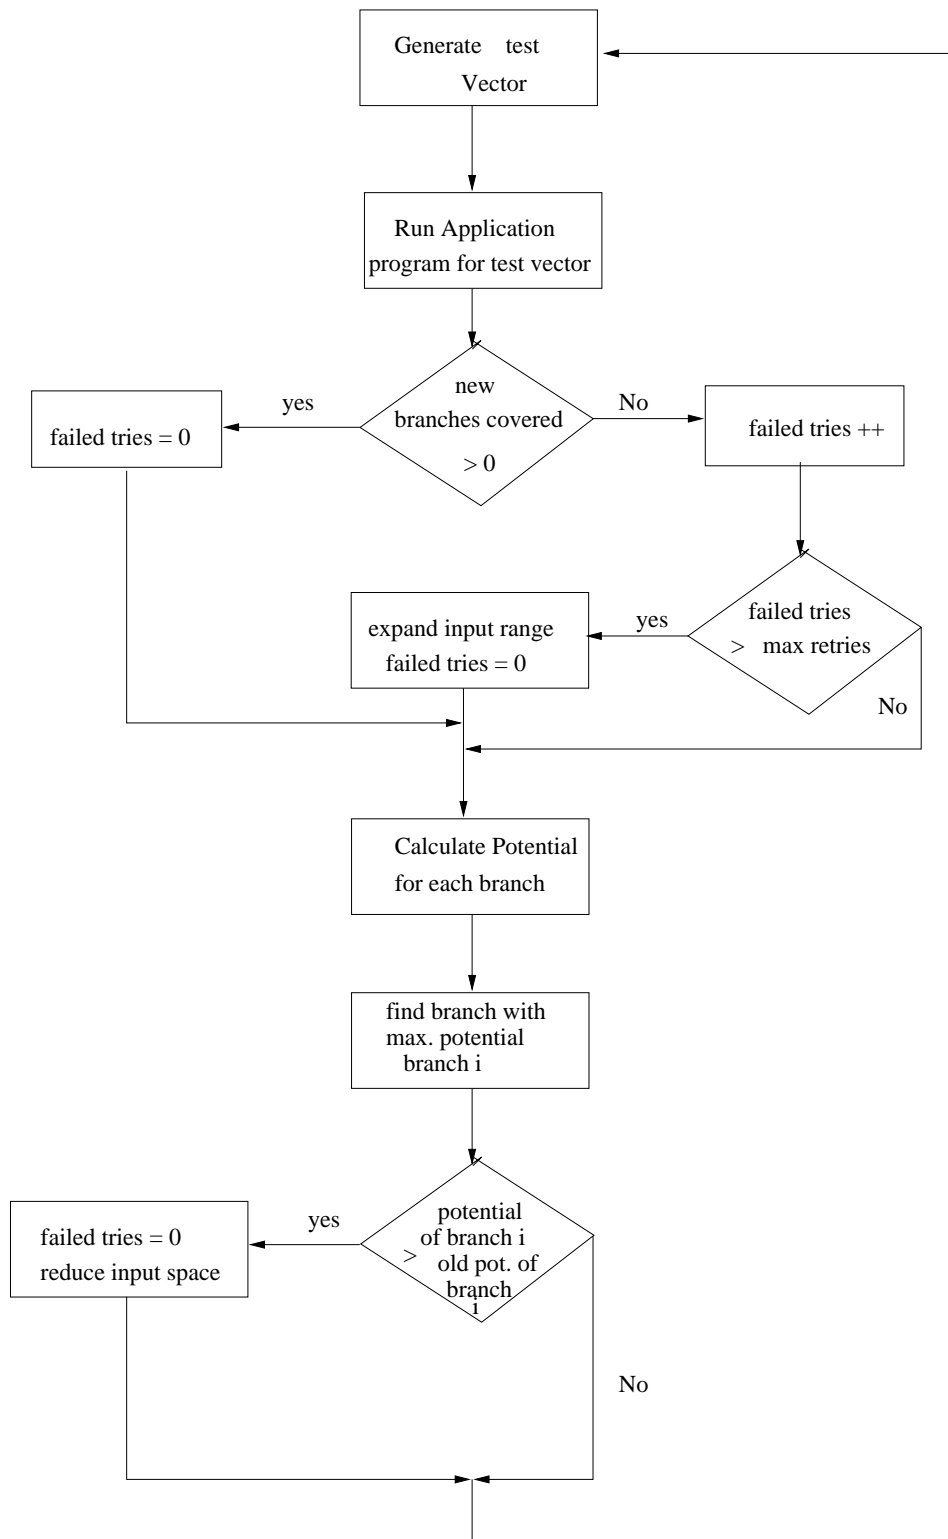 Generate test
Vector
Run Application
program for test vector
new
branches covered
> 0
yes
No
failed tries = 0
failed tries ++
failed tries
> max retries
yes
No
expand input range
failed tries = 0
Calculate Potential
for each branch
find branch with
max. potential
branch i
potential
of branch i
> old pot. of
branch
i
yes
No
failed tries = 0
reduce input space